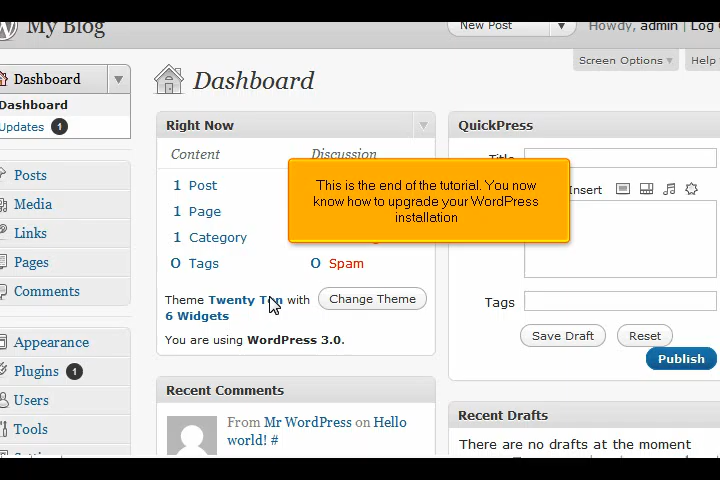 My Blog
New Post
Howdy, admin | Log
Screen Options
Help
Dashboard
Dashboard
Updates 1
Posts
Media
Links
Pages
Comments
Appearance
Plugins 1
Users
Tools
Dashboard
Right Now
Content
Discussion
1 Post
1 Page
1 Category
0 Tags
0 Spam
This is the end of the tutorial. You now
know how to upgrade your WordPress
installation
Theme Twenty Ten with
6 Widgets
Change Theme
You are using WordPress 3.0.
Recent Comments
From Mr WordPress on Hello
world! #
QuickPress
Title
Insert
Tags
Save Draft
Reset
Publish
Recent Drafts
There are no drafts at the moment